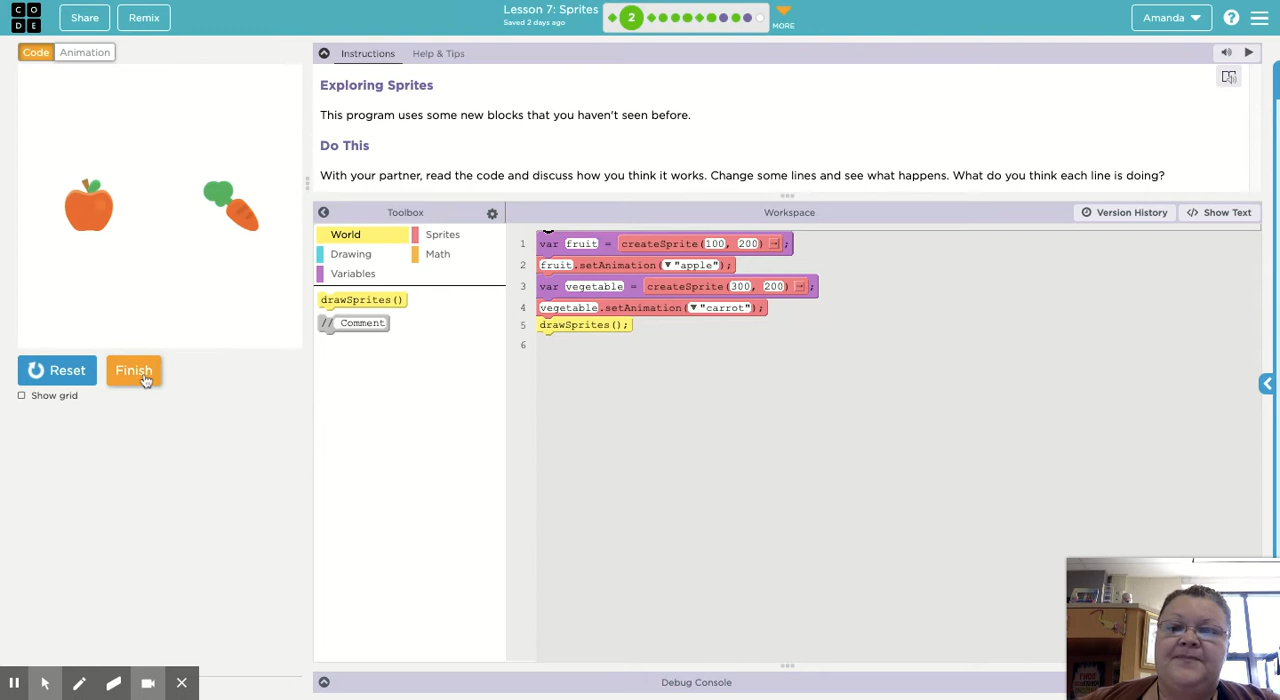 C O
D E
Share
Remix
Lesson 7: Sprites
Saved 2 days ago
2
MORE
Amanda
?
Code
Animation
Instructions
Help & Tips
Exploring Sprites
This program uses some new blocks that you haven't seen before.
Do This
With your partner, read the code and discuss how you think it works. Change some lines and see what happens. What do you think each line is doing?
Toolbox
Workspace
Version History
</> Show Text
World
Sprites
Drawing
Math
Variables
drawSprites()
// Comment
1 var fruit = createSprite(100, 200);
2 fruit.setAnimation("apple");
3 var vegetable = createSprite(300, 200);
4 vegetable.setAnimation("carrot");
5 drawSprites();
6
Reset
Finish
Show grid
Debug Console